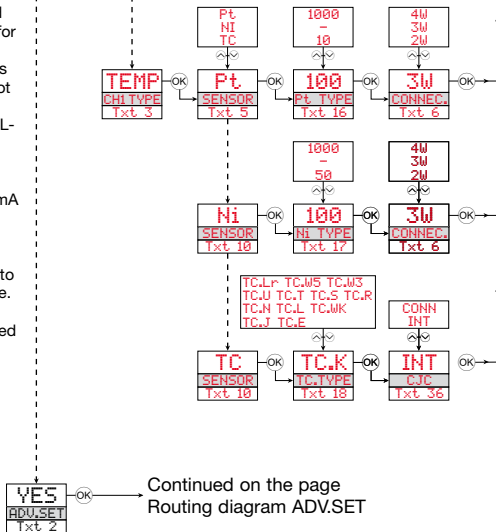 Pt
NI
TC
1000
-
10
4W
3W
2W
for
s
ot
TEMP
CH1 TYPE
Txt 3
OK
Pt
SENSOR
Txt 5
OK
100
Pt TYPE
Txt 16
OK
3W
CONNEC.
Txt 6
OK
L-
mA
1000
-
50
4W
3W
2W
Ni
SENSOR
Txt 10
OK
100
Ni TYPE
Txt 17
OK
3W
CONNEC.
Txt 6
OK
to
e.
ed
TC.Lr TC.W5 TC.W3
TC.U TC.T TC.S TC.R
TC.N TC.L TC.WK
TC.J TC.E
CONN
INT
TC
SENSOR
Txt 10
OK
TC.K
TC.TYPE
Txt 18
OK
INT
CJC
Txt 36
OK
YES
ADV.SET
Txt 2
OK
Continued on the page
Routing diagram ADV.SET